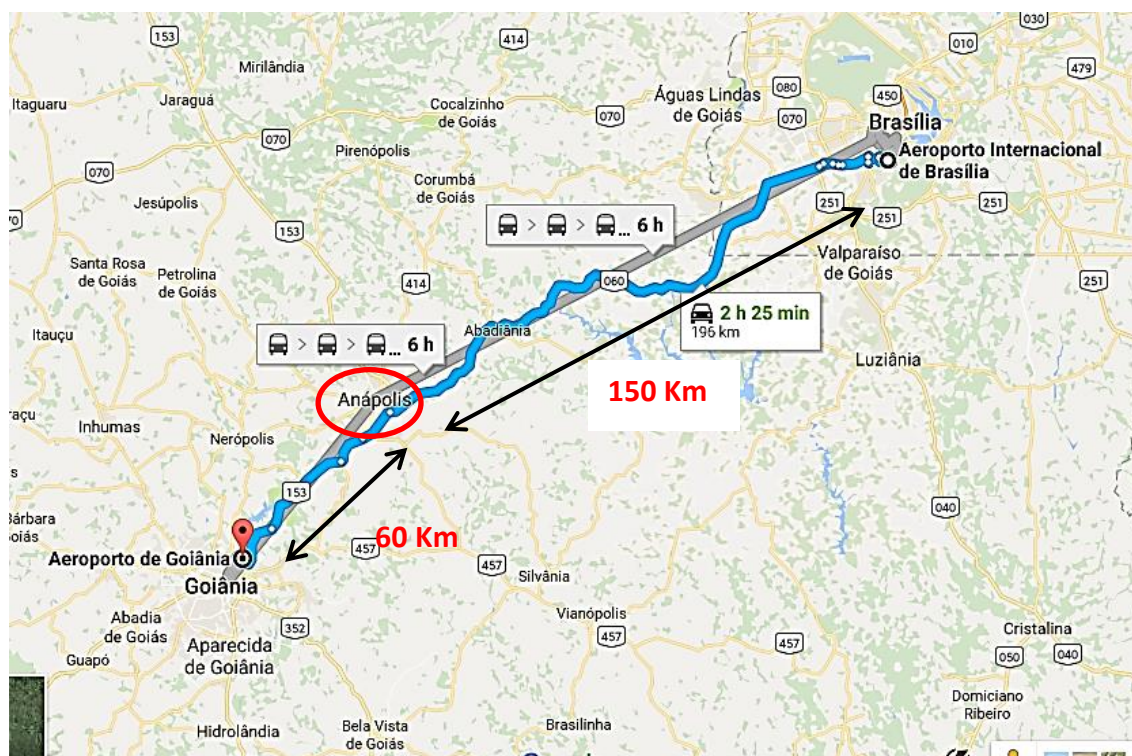 030
153
414
010
Mirilândia
479
Itaguaru
Jaraguá
Cocalzinho
de Goiás
Águas Lindas
de Goiás
080
070
450
070
070
Brasília
Pirenópolis
Aeroporto Internacional
de Brasília
070
Corumbá
de Goiás
Jesúpolis
251
251
251
153
... 6 h
Valparaíso
de Goiás
Santa Rosa
de Goiás
Petrolina
de Goiás
414
060
251
2 h 25 min
196 km
Itauçu
Abadiânia
... 6 h
Luziânia
150 Km
Anápolis
Inhumas
Nerópolis
153
040
60 Km
Aeroporto de Goiânia
457
457
Goiânia
Silvânia
Abadia
de Goiás
352
Vianópolis
457
457
Cristalina
Aparecida
de Goiânia
Guapó
050
040
Domiciano
Ribeiro
Hidrolândia
Bela Vista
de Goiás
Brasilinha